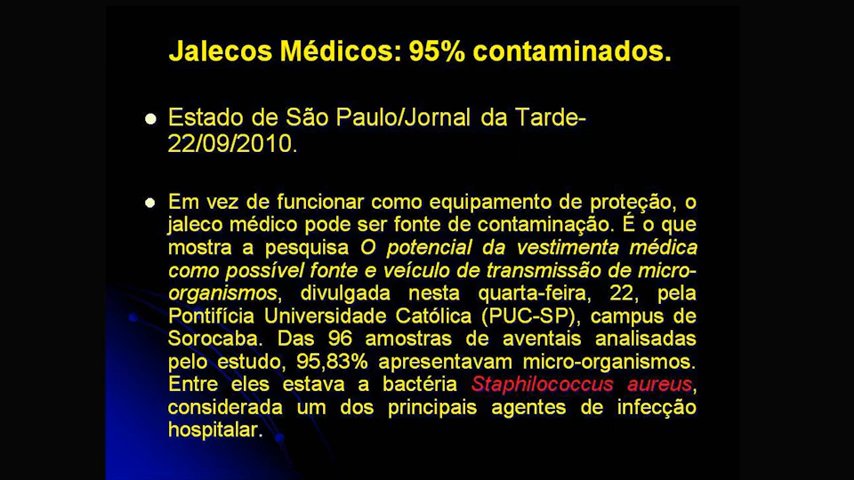 Jalecos Médicos: 95% contaminados.
Estado de São Paulo/Jornal da Tarde-
22/09/2010.
Em vez de funcionar como equipamento de proteção, o
jaleco médico pode ser fonte de contaminação. É o que
mostra a pesquisa O potencial da vestimenta médica
como possível fonte e veículo de transmissão de micro-
organismos, divulgada nesta quarta-feira, 22, pela
Pontifícia Universidade Católica (PUC-SP), campus de
Sorocaba. Das 96 amostras de aventais analisadas
pelo estudo, 95,83% apresentavam micro-organismos.
Entre eles estava a bactéria Staphilococcus aureus,
considerada um dos principais agentes de infecção
hospitalar.